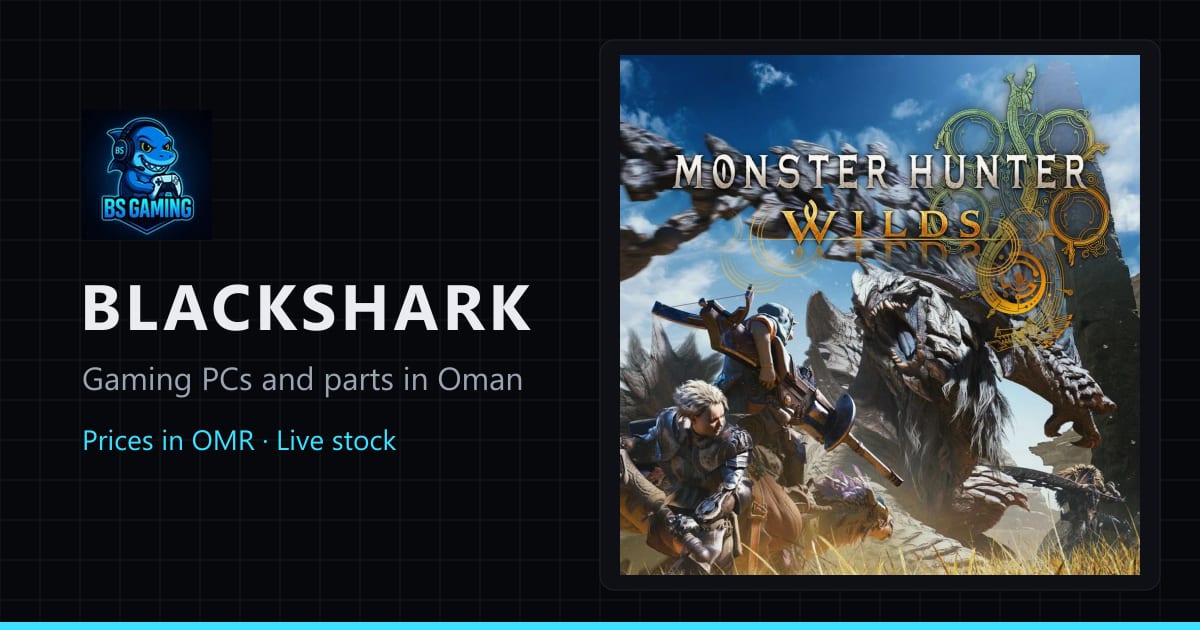 BS
BS GAMING
BLACKSHARK
Gaming PCs and parts in Oman
Prices in OMR · Live stock
MONSTER HUNTER
WILDS